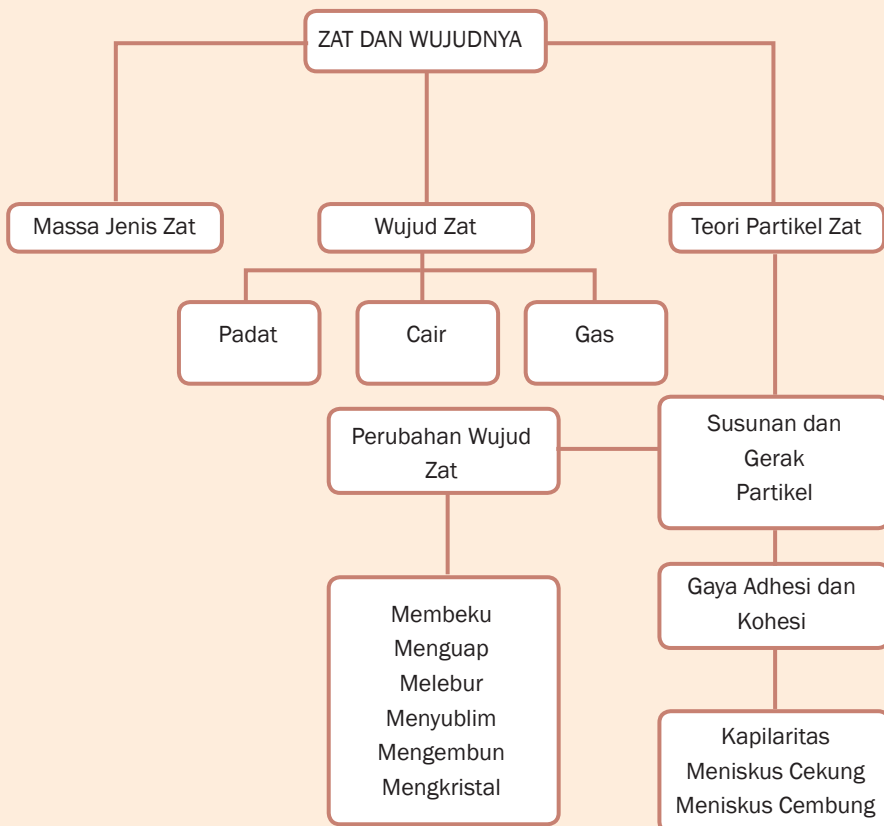 ZAT DAN WUJUDNYA
Massa Jenis Zat
Wujud Zat
Teori Partikel Zat
Padat
Cair
Gas
Perubahan Wujud
Zat
Susunan dan
Gerak
Partikel
Membeku
Menguap
Melebur
Menyublim
Mengembun
Mengkristal
Gaya Adhesi dan
Kohesi
Kapilaritas
Meniskus Cekung
Meniskus Cembung